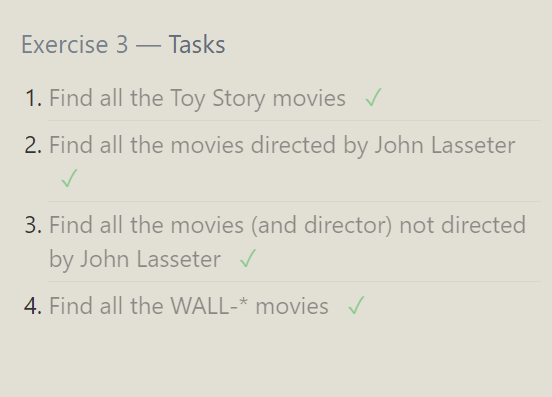 Exercise 3 — Tasks
1. Find all the Toy Story movies ✓
2. Find all the movies directed by John Lasseter
✓
3. Find all the movies (and director) not directed
by John Lasseter ✓
4. Find all the WALL-* movies ✓